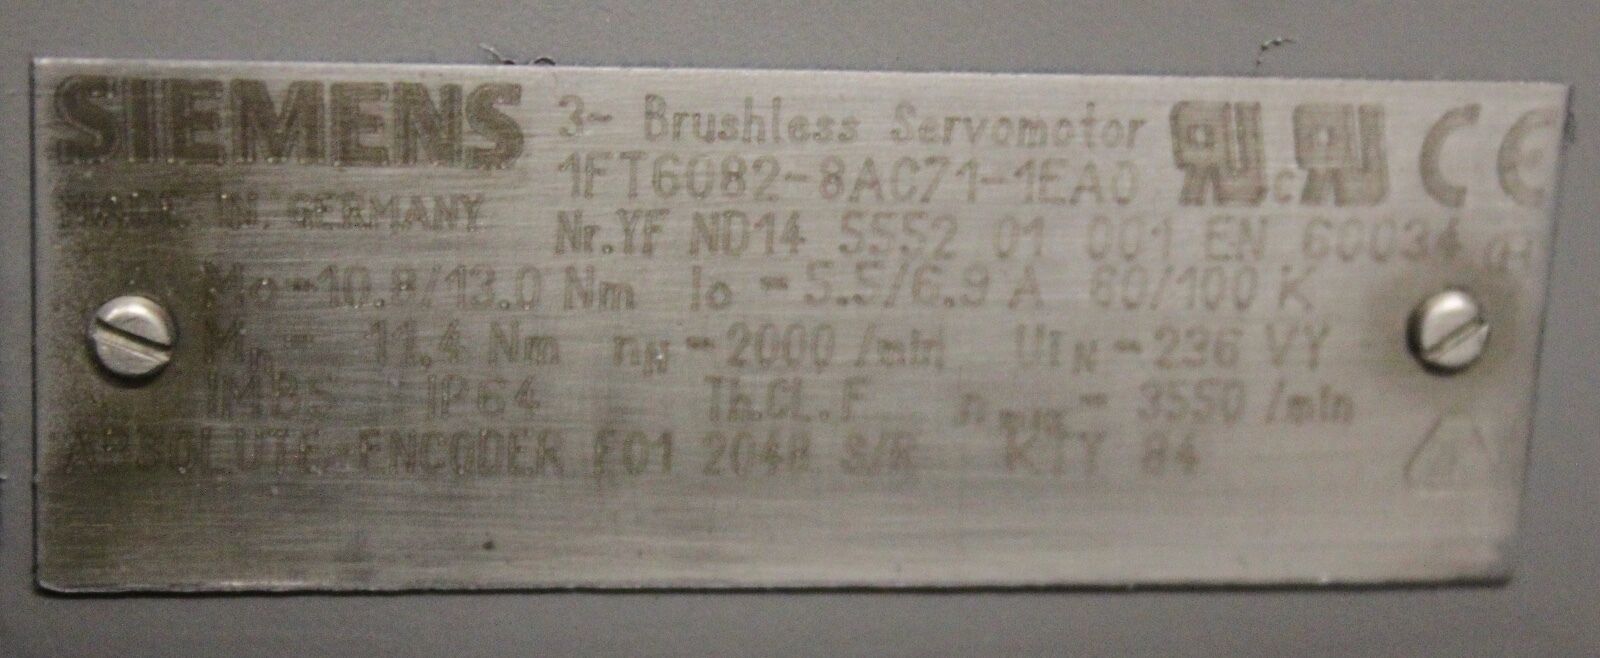 SIEMENS 3~ Brushless Servomotor
1FT6082-8AC71-1EA0 c CE
MADE IN GERMANY Nr.YF ND14 5552 01 001 EN 60034
Mo-10.8/13.0 Nm Io -5.5/6.9 A 60/100 K
Mn- 11.4 Nm nN-2000 /min UIN-236 VY
IMB5 IP64 Th.CL.F nmax- 3550 /min
ABSOLUTE-ENCODER E01 2048 S/R KTY 84